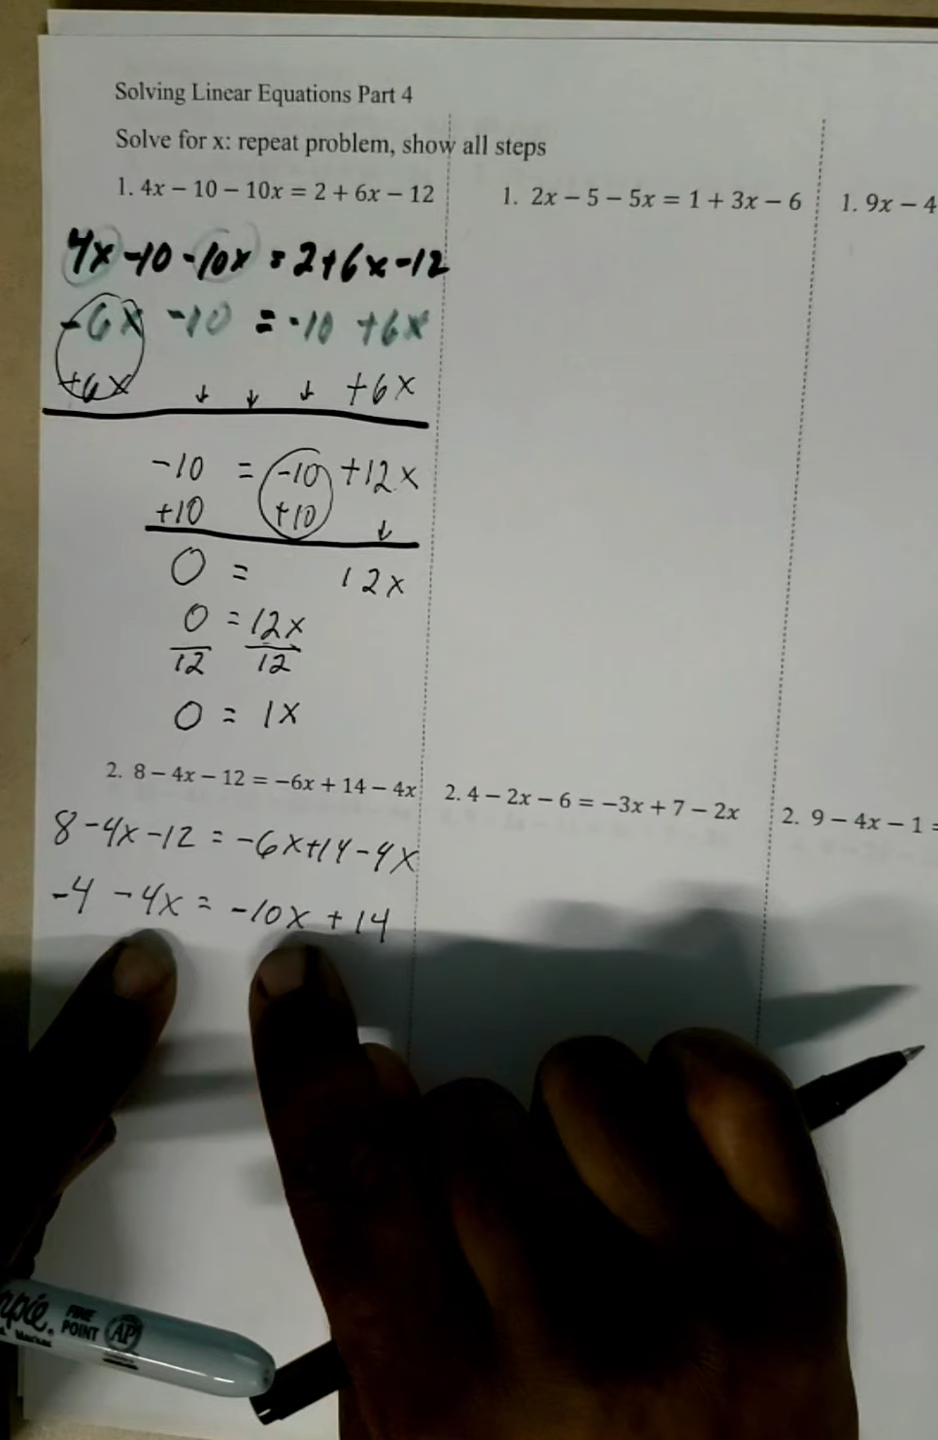 Solving Linear Equations Part 4
Solve for x: repeat problem, show all steps
1. 4x − 10 − 10x = 2 + 6x − 12
4x -10 -10x = 2+6x-12
-6x -10 = -10 +6x
+6x ↓ ↓ ↓ +6x
-10 = -10 +12x
+10 +10 ↓
0 = 12x
0 = 12x
12 12
0 = 1x
2. 8 − 4x − 12 = −6x + 14 − 4x
8 -4x -12 = -6x+14-4x
-4 -4x = -10x + 14
1. 2x − 5 − 5x = 1 + 3x − 6
2. 4 − 2x − 6 = −3x + 7 − 2x
1. 9x − 4
2. 9 − 4x − 1 =
FINE
POINT
AP